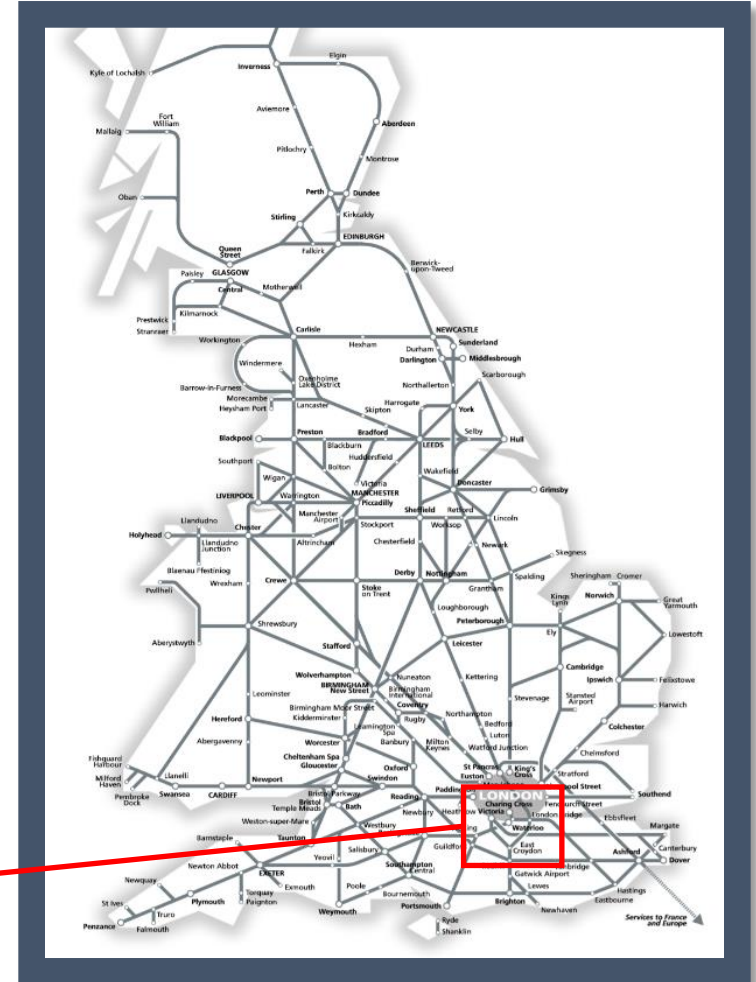 Elgin
Inverness
Kyle of Lochalsh
Aviemore
Fort
William
Mallaig
Aberdeen
Pitlochry
Montrose
Perth
Dundee
Oban
Stirling
Kirkcaldy
EDINBURGH
Queen
Street
Falkirk
Berwick-
upon-Tweed
Paisley
GLASGOW
Central
Motherwell
Prestwick
Kilmarnock
Stranraer
Carlisle
NEWCASTLE
Workington
Hexham
Sunderland
Durham
Darlington
Middlesbrough
Windermere
Scarborough
Oxenholme
Lake District
Barrow-in-Furness
Northallerton
Morecambe
Heysham Port
Lancaster
Harrogate
Skipton
York
Blackpool
Preston
Bradford
LEEDS
Selby
Hull
Blackburn
Huddersfield
Southport
Bolton
Wakefield
Wigan
Victoria
MANCHESTER
Piccadilly
Doncaster
Grimsby
LIVERPOOL
Warrington
Manchester
Airport
Sheffield
Retford
Llandudno
Stockport
Worksop
Lincoln
Holyhead
Chester
Llandudno
Junction
Altrincham
Chesterfield
Newark
Skegness
Blaenau Ffestiniog
Wrexham
Crewe
Stoke
on Trent
Derby
Nottingham
Grantham
Spalding
Sheringham
Cromer
Pwllheli
Kings
Lynn
Norwich
Great
Yarmouth
Loughborough
Peterborough
Shrewsbury
Ely
Lowestoft
Aberystwyth
Stafford
Leicester
Wolverhampton
Cambridge
BIRMINGHAM
New Street
Nuneaton
Birmingham
International
Kettering
Ipswich
Felixstowe
Leominster
Stansted
Airport
Stevenage
Birmingham Moor Street
Coventry
Harwich
Kidderminster
Rugby
Northampton
Hereford
Leamington
Spa
Bedford
Colchester
Abergavenny
Worcester
Banbury
Milton
Keynes
Luton
Watford Junction
Chelmsford
Cheltenham Spa
Gloucester
Oxford
St Pancras
King's
Cross
Euston
Stratford
Fishguard
Harbour
Llanelli
Newport
Swindon
Milford
Haven
Pembroke
Dock
Swansea
CARDIFF
Bristol Parkway
Reading
LONDON
Southend
Bristol
Temple Meads
Bath
Newbury
Charing Cross
Fenchurch Street
Victoria
London Bridge
Ebbsfleet
Weston-super-Mare
Westbury
Waterloo
Margate
Barnstaple
Taunton
Canterbury
East
Croydon
Yeovil
Salisbury
Guildford
Ashford
Dover
Newton Abbot
EXETER
Southampton
Central
Gatwick Airport
Newquay
Exmouth
Poole
Lewes
Hastings
Plymouth
Torquay
Paignton
Bournemouth
Eastbourne
St Ives
Truro
Weymouth
Portsmouth
Brighton
Newhaven
Penzance
Falmouth
Ryde
Shanklin
Services to France
and Europe